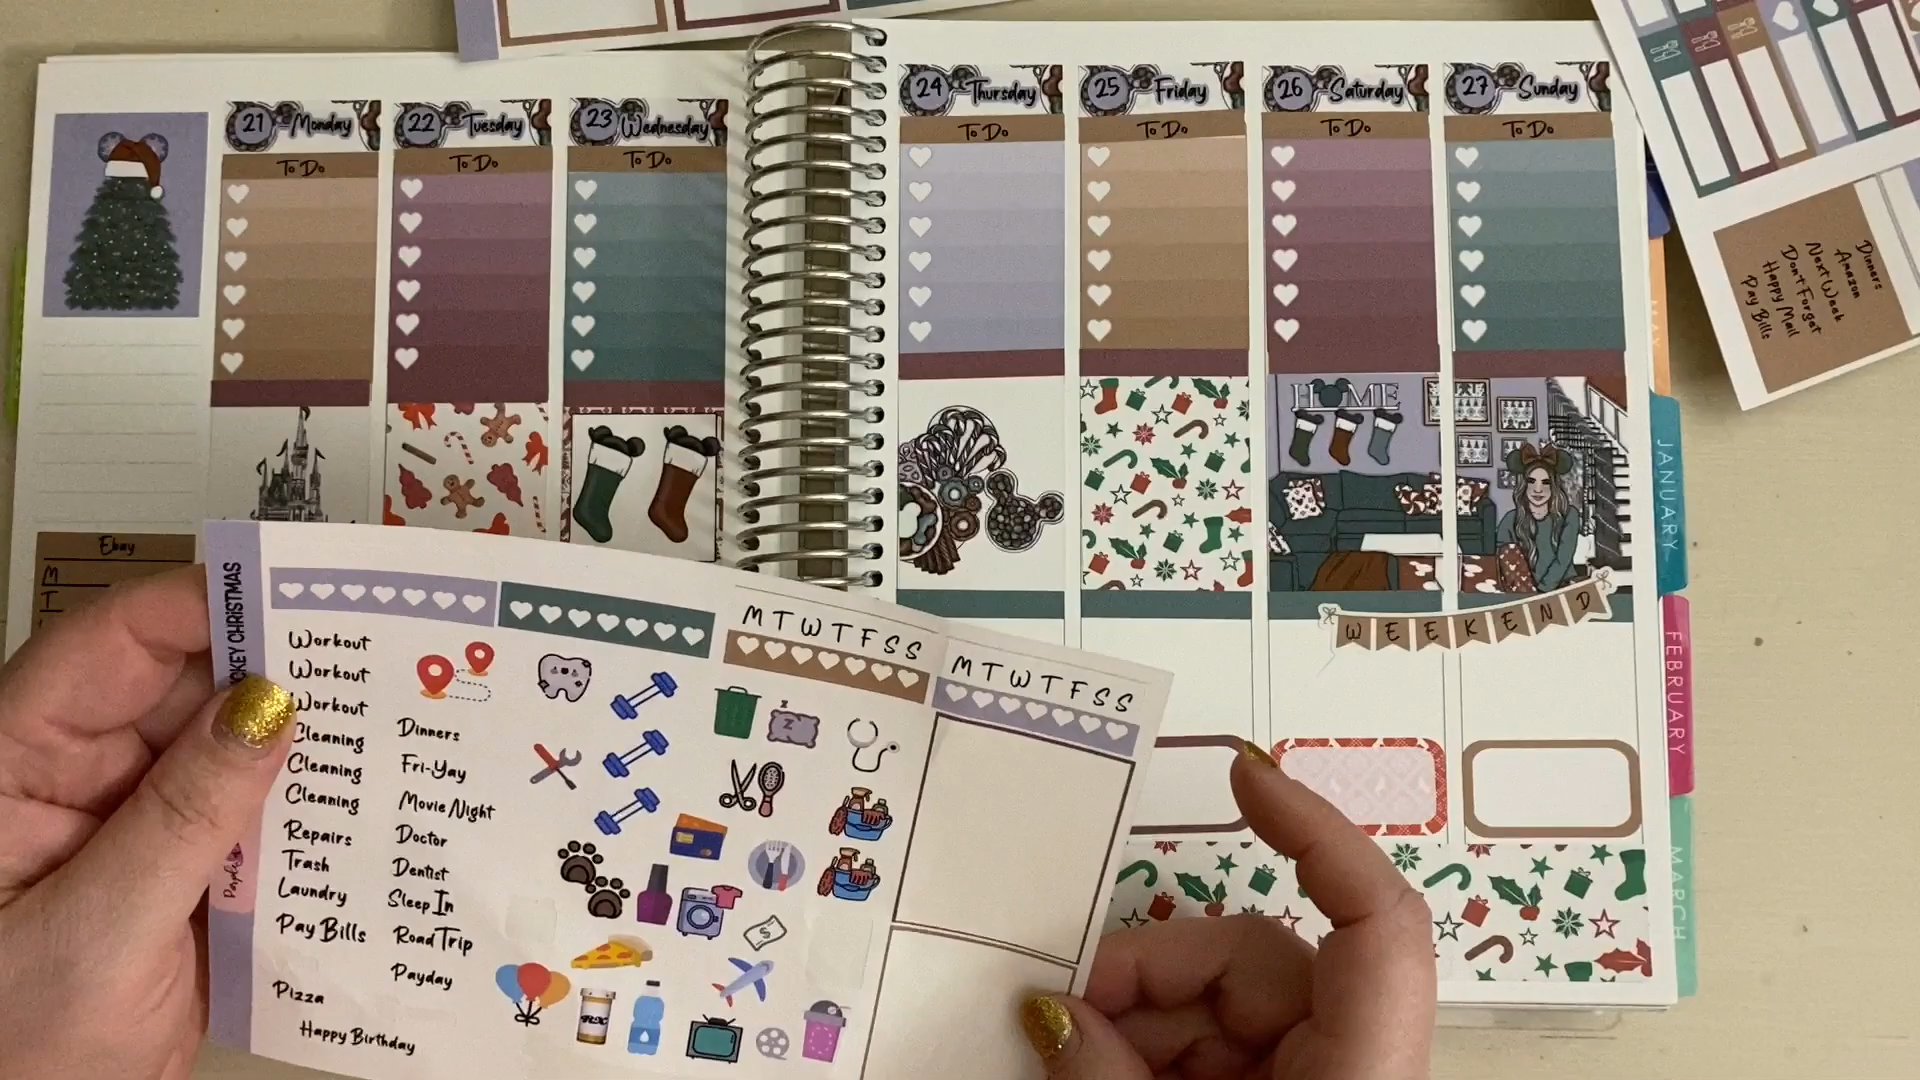 21 Monday
22 Tuesday
23 Wednesday
24 Thursday
25 Friday
26 Saturday
27 Sunday
To Do
To Do
To Do
To Do
To Do
To Do
To Do
HOME
WEEKEND
Ebay
M
T
CHRISTMAS
M T W T F S S
M T W T F S S
Workout
Workout
Workout
Cleaning
Cleaning
Cleaning
Repairs
Trash
Laundry
Pay Bills
Pizza
Happy Birthday
Dinners
Fri-Yay
Movie Night
Doctor
Dentist
Sleep In
Road Trip
Payday
RX
Z
$
Dinners
Amazon
Next Week
Don't Forget
Happy Mail
Pay Bills
MAY
JANUARY
FEBRUARY
MARCH